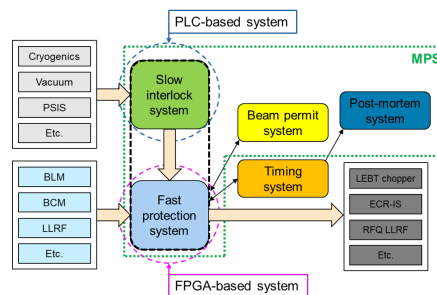 PLC-based system
MPS
Cryogenics
Vacuum
PSIS
Etc.
Slow
interlock
system
Beam permit
system
Post-mortem
system
Timing
system
BLM
BCM
LLRF
Etc.
Fast
protection
system
LEBT chopper
ECR-IS
RFQ LLRF
Etc.
FPGA-based system